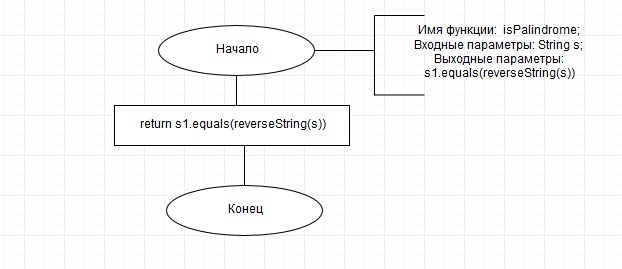 Начало
Имя функции: isPalindrome;
Входные параметры: String s;
Выходные параметры:
s1.equals(reverseString(s))
return s1.equals(reverseString(s))
Конец